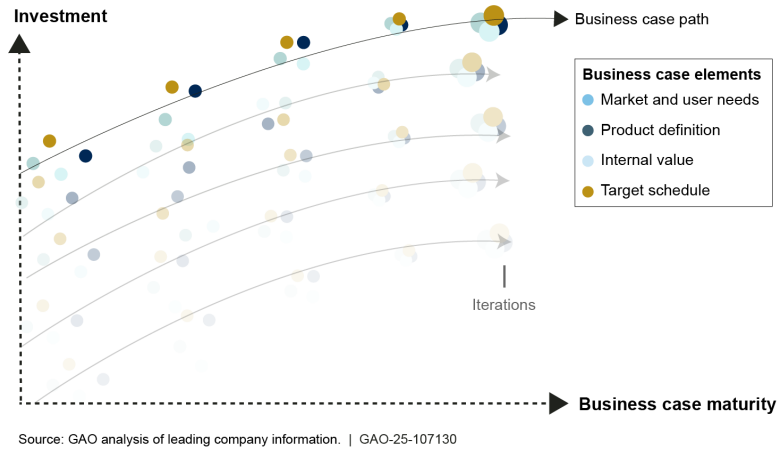 Investment
Business case path
Business case elements
Market and user needs
Product definition
Internal value
Target schedule
Iterations
Business case maturity
Source: GAO analysis of leading company information.  |  GAO-25-107130